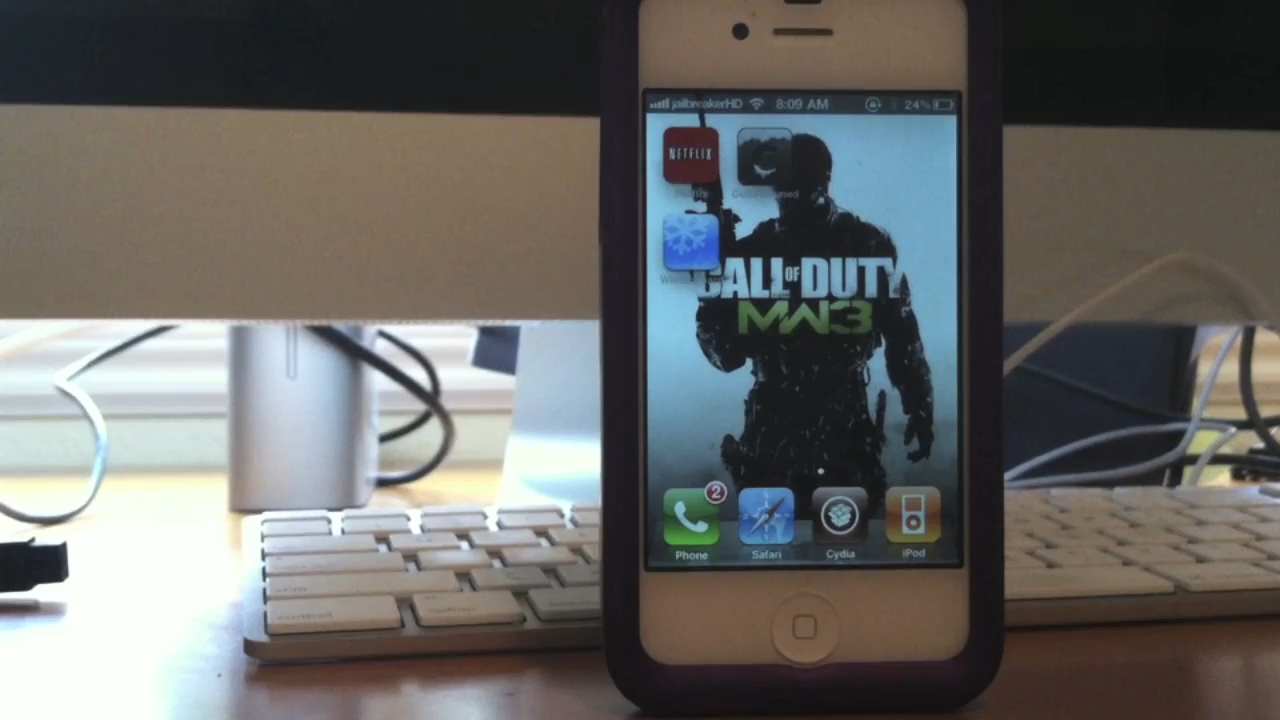 jailbreakerHD 8:09 AM 24%
NETFLIX
CALL OF DUTY
MW3
2
Phone Safari Cydia iPod